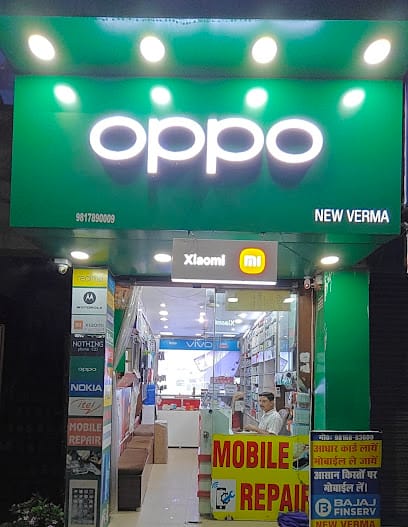 oppo
9817890009
NEW VERMA
Xiaomi mi
realme
MOTOROLA
XIAOMI
NOTHING
oppo
NOKIA
itel
MOBILE
REPAIR
vivo
MOBILE
REPAIR
आधार कार्ड लायें
मोबाईल ले जायें
आसान किस्तों पर
मोबाईल लें।
BAJAJ
FINSERV
NEW VERMA